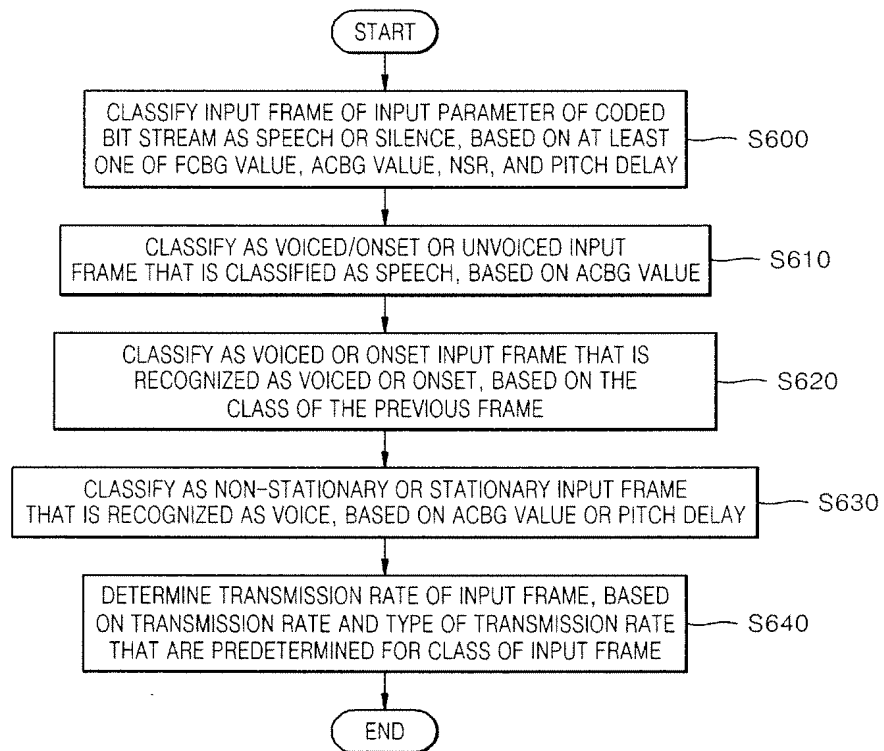 START
CLASSIFY INPUT FRAME OF INPUT PARAMETER OF CODED
BIT STREAM AS SPEECH OR SILENCE, BASED ON AT LEAST
ONE OF FCBG VALUE, ACBG VALUE, NSR, AND PITCH DELAY
S600
CLASSIFY AS VOICED/ONSET OR UNVOICED INPUT
FRAME THAT IS CLASSIFIED AS SPEECH, BASED ON ACBG VALUE
S610
CLASSIFY AS VOICED OR ONSET INPUT FRAME THAT IS
RECOGNIZED AS VOICED OR ONSET, BASED ON THE
CLASS OF THE PREVIOUS FRAME
S620
CLASSIFY AS NON-STATIONARY OR STATIONARY INPUT FRAME
THAT IS RECOGNIZED AS VOICE, BASED ON ACBG VALUE OR PITCH DELAY
S630
DETERMINE TRANSMISSION RATE OF INPUT FRAME, BASED
ON TRANSMISSION RATE AND TYPE OF TRANSMISSION RATE
THAT ARE PREDETERMINED FOR CLASS OF INPUT FRAME
S640
END